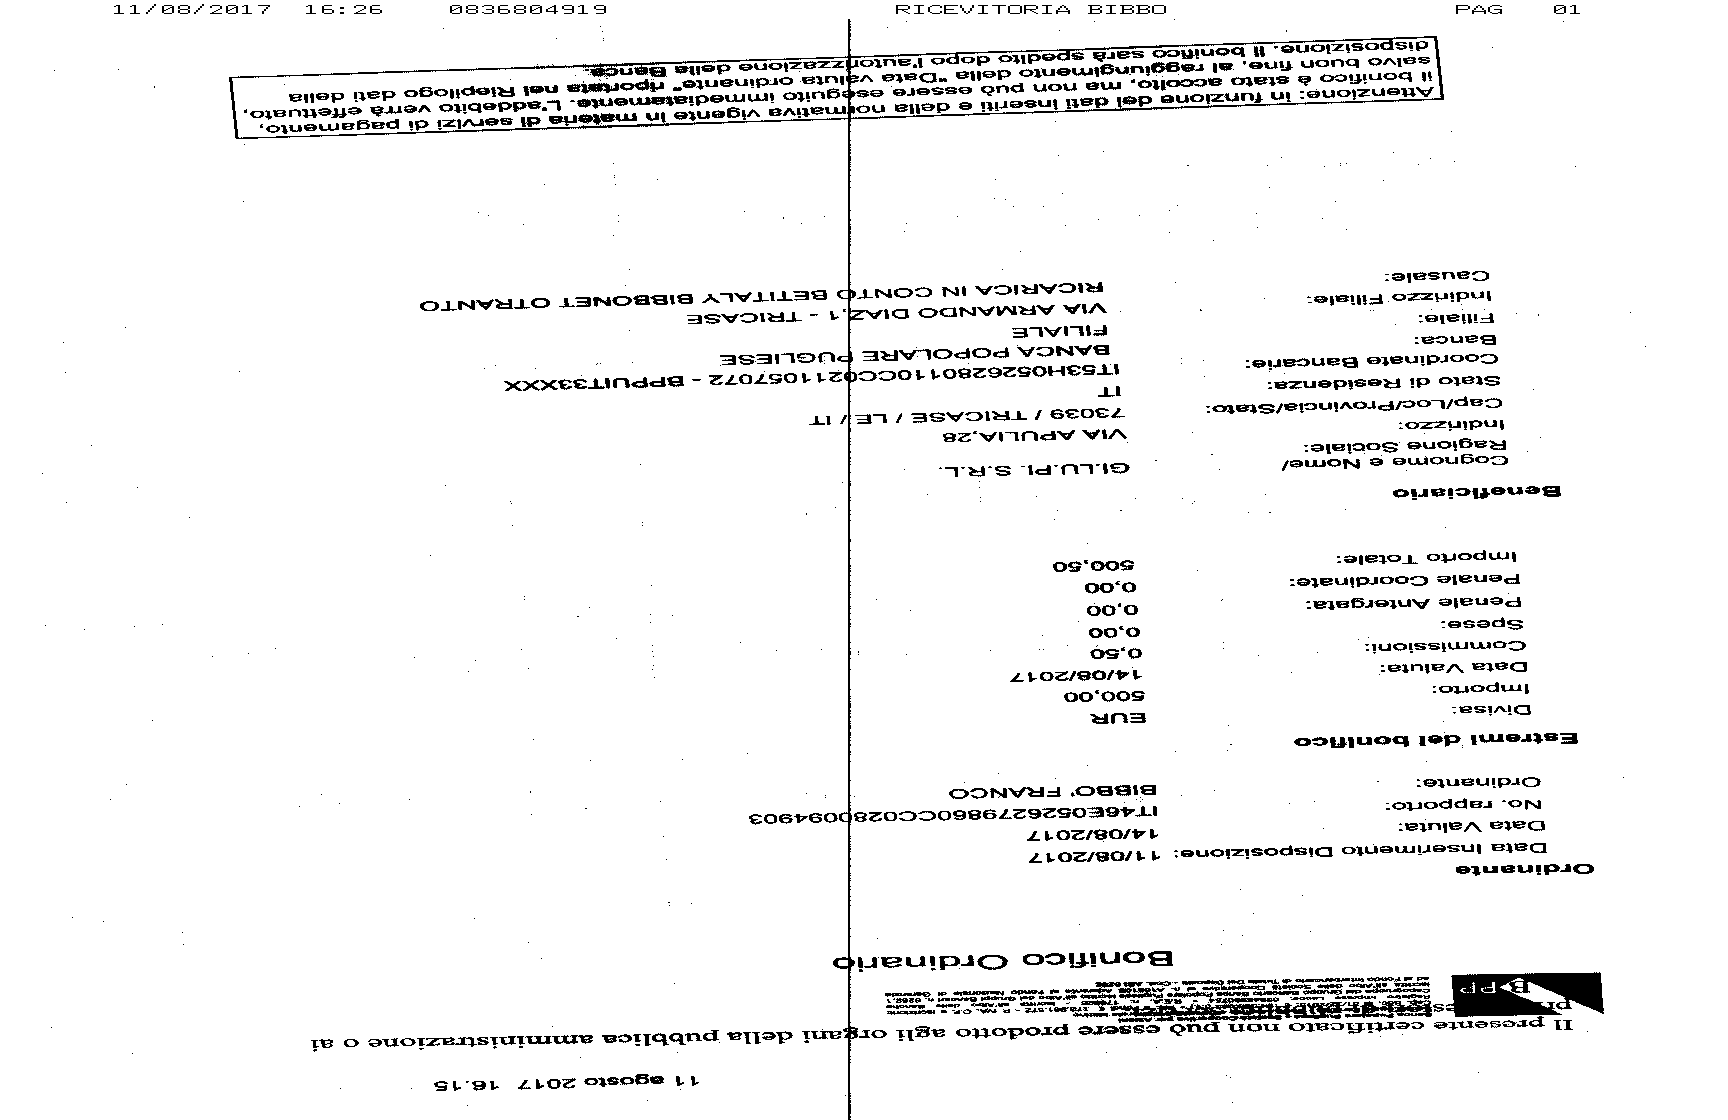 11/08/2017 16:26 0836804919 RICEVITORIA BIBBO PAG 01
11 agosto 2017 16.15
Il presente certificato non può essere prodotto agli organi della pubblica amministrazione o ai
BPP
Bonifico Ordinario
Ordinante
Data Inserimento Disposizione: 11/08/2017
Data Valuta: 14/08/2017
No. rapporto: IT46E0526279860CC0280094903
Ordinante: BIBBO' FRANCO
Estremi del bonifico
Divisa: EUR
Importo: 500,00
Data Valuta: 14/08/2017
Commissioni: 0,50
Spese: 0,00
Penale Antergata: 0,00
Penale Coordinate: 0,00
Importo Totale: 500,50
Beneficiario
Cognome e Nome/
Ragione Sociale: GI.LU.PI. S.R.L.
Indirizzo: VIA APULIA,28
Cap/Loc/Provincia/Stato: 73039 / TRICASE / LE / IT
Stato di Residenza: IT
Coordinate Bancarie: IT53H0526280110CC0211057072 - BPPUIT33XXX
Banca: BANCA POPOLARE PUGLIESE
Filiale: FILIALE
Indirizzo Filiale: VIA ARMANDO DIAZ,1 - TRICASE
Causale: RICARICA IN CONTO BETITALY BIBBONET OTRANTO
Attenzione: in funzione dei dati inseriti e della normativa vigente in materia di servizi di pagamento,
il bonifico è stato accolto, ma non può essere eseguito immediatamente. L'addebito verrà effettuato,
salvo buon fine, al raggiungimento della "Data valuta ordinante" riportata nel Riepilogo dati della
disposizione. Il bonifico sarà spedito dopo l'autorizzazione della Banca.